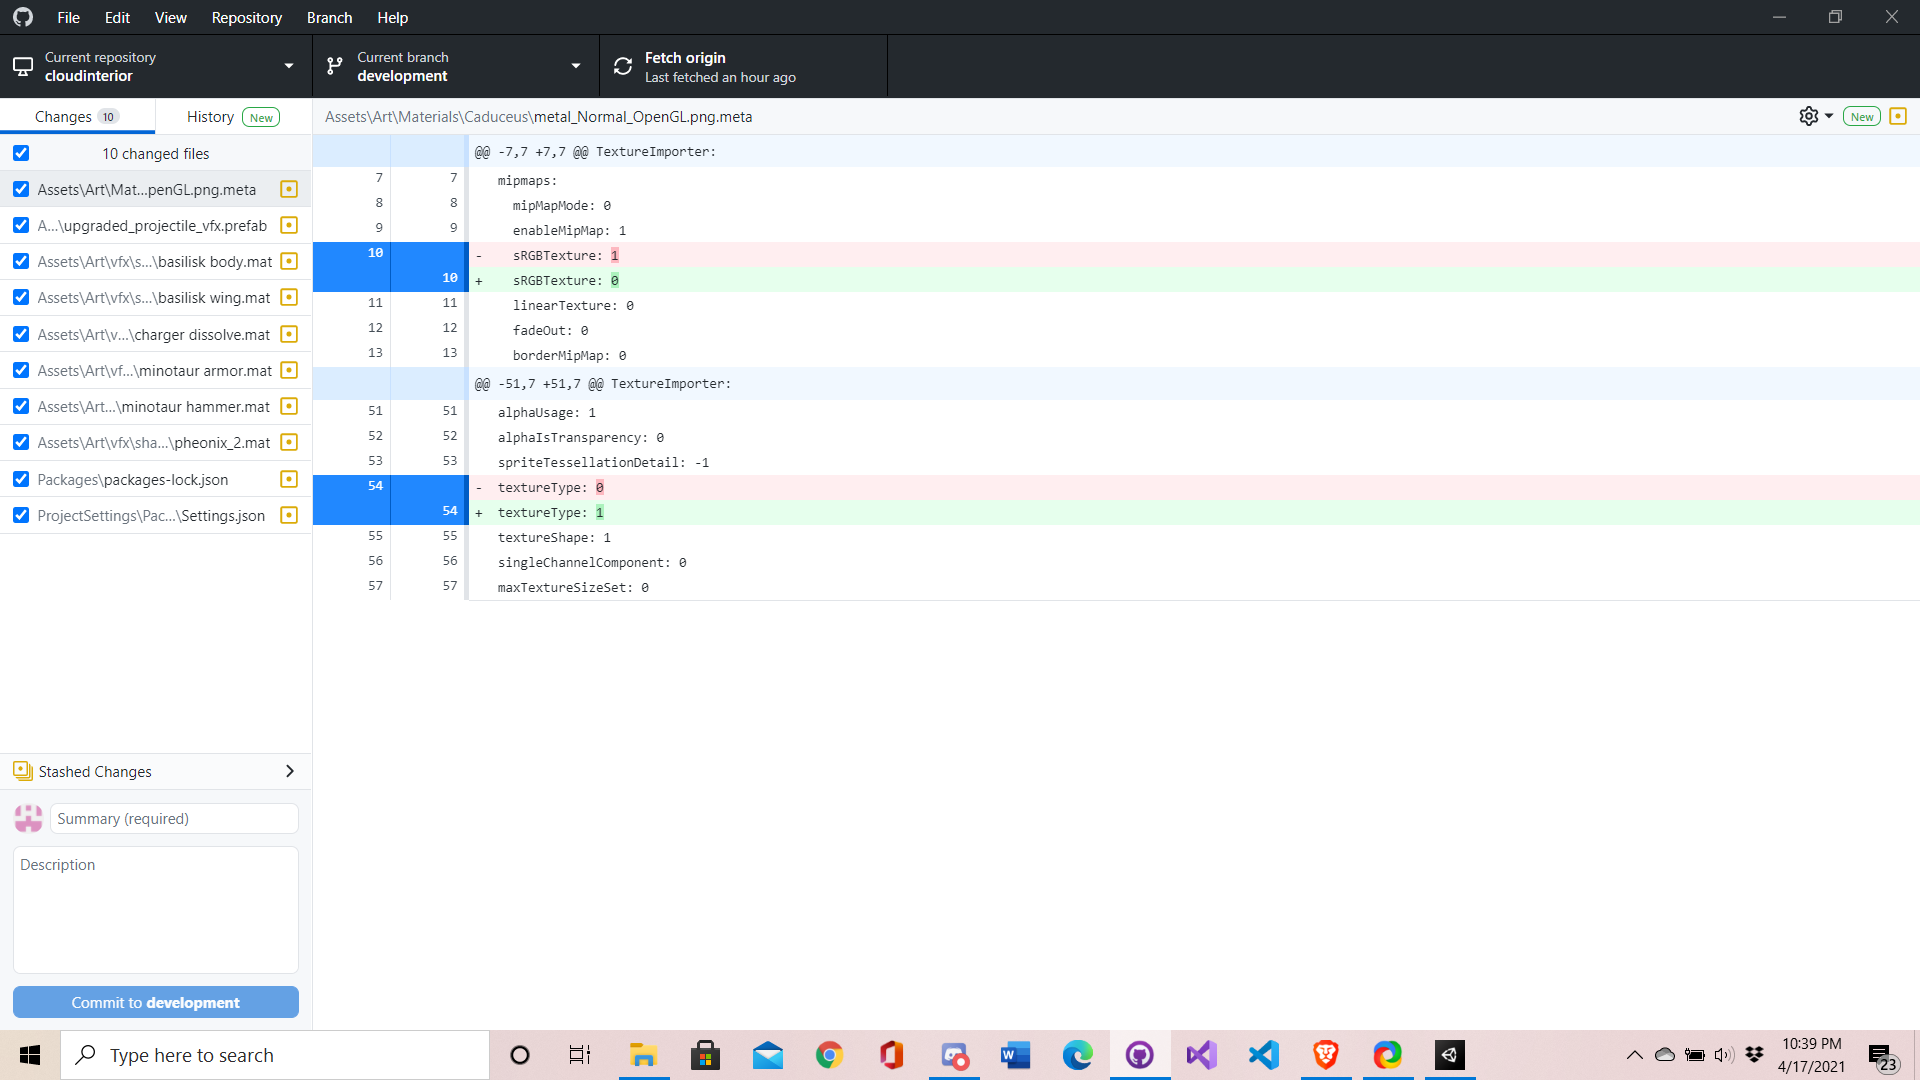 File Edit View Repository Branch Help
Current repository
cloudinterior
Current branch
development
Fetch origin
Last fetched an hour ago
Changes 10
History New
Assets\Art\Materials\Caduceus\metal_Normal_OpenGL.png.meta
New
10 changed files
Assets\Art\Mat...penGL.png.meta
A...\upgraded_projectile_vfx.prefab
Assets\Art\vfx\s...\basilisk body.mat
Assets\Art\vfx\s...\basilisk wing.mat
Assets\Art\v...\charger dissolve.mat
Assets\Art\vf...\minotaur armor.mat
Assets\Art...\minotaur hammer.mat
Assets\Art\vfx\sha...\pheonix_2.mat
Packages\packages-lock.json
ProjectSettings\Pac...\Settings.json
@@ -7,7 +7,7 @@ TextureImporter:
7 7 mipmaps:
8 8 mipMapMode: 0
9 9 enableMipMap: 1
10 - sRGBTexture: 1
10 + sRGBTexture: 0
11 11 linearTexture: 0
12 12 fadeOut: 0
13 13 borderMipMap: 0
@@ -51,7 +51,7 @@ TextureImporter:
51 51 alphaUsage: 1
52 52 alphaIsTransparency: 0
53 53 spriteTessellationDetail: -1
54 - textureType: 0
54 + textureType: 1
55 55 textureShape: 1
56 56 singleChannelComponent: 0
57 57 maxTextureSizeSet: 0
Stashed Changes
Summary (required)
Description
Commit to development
Type here to search
W
10:39 PM
4/17/2021
23